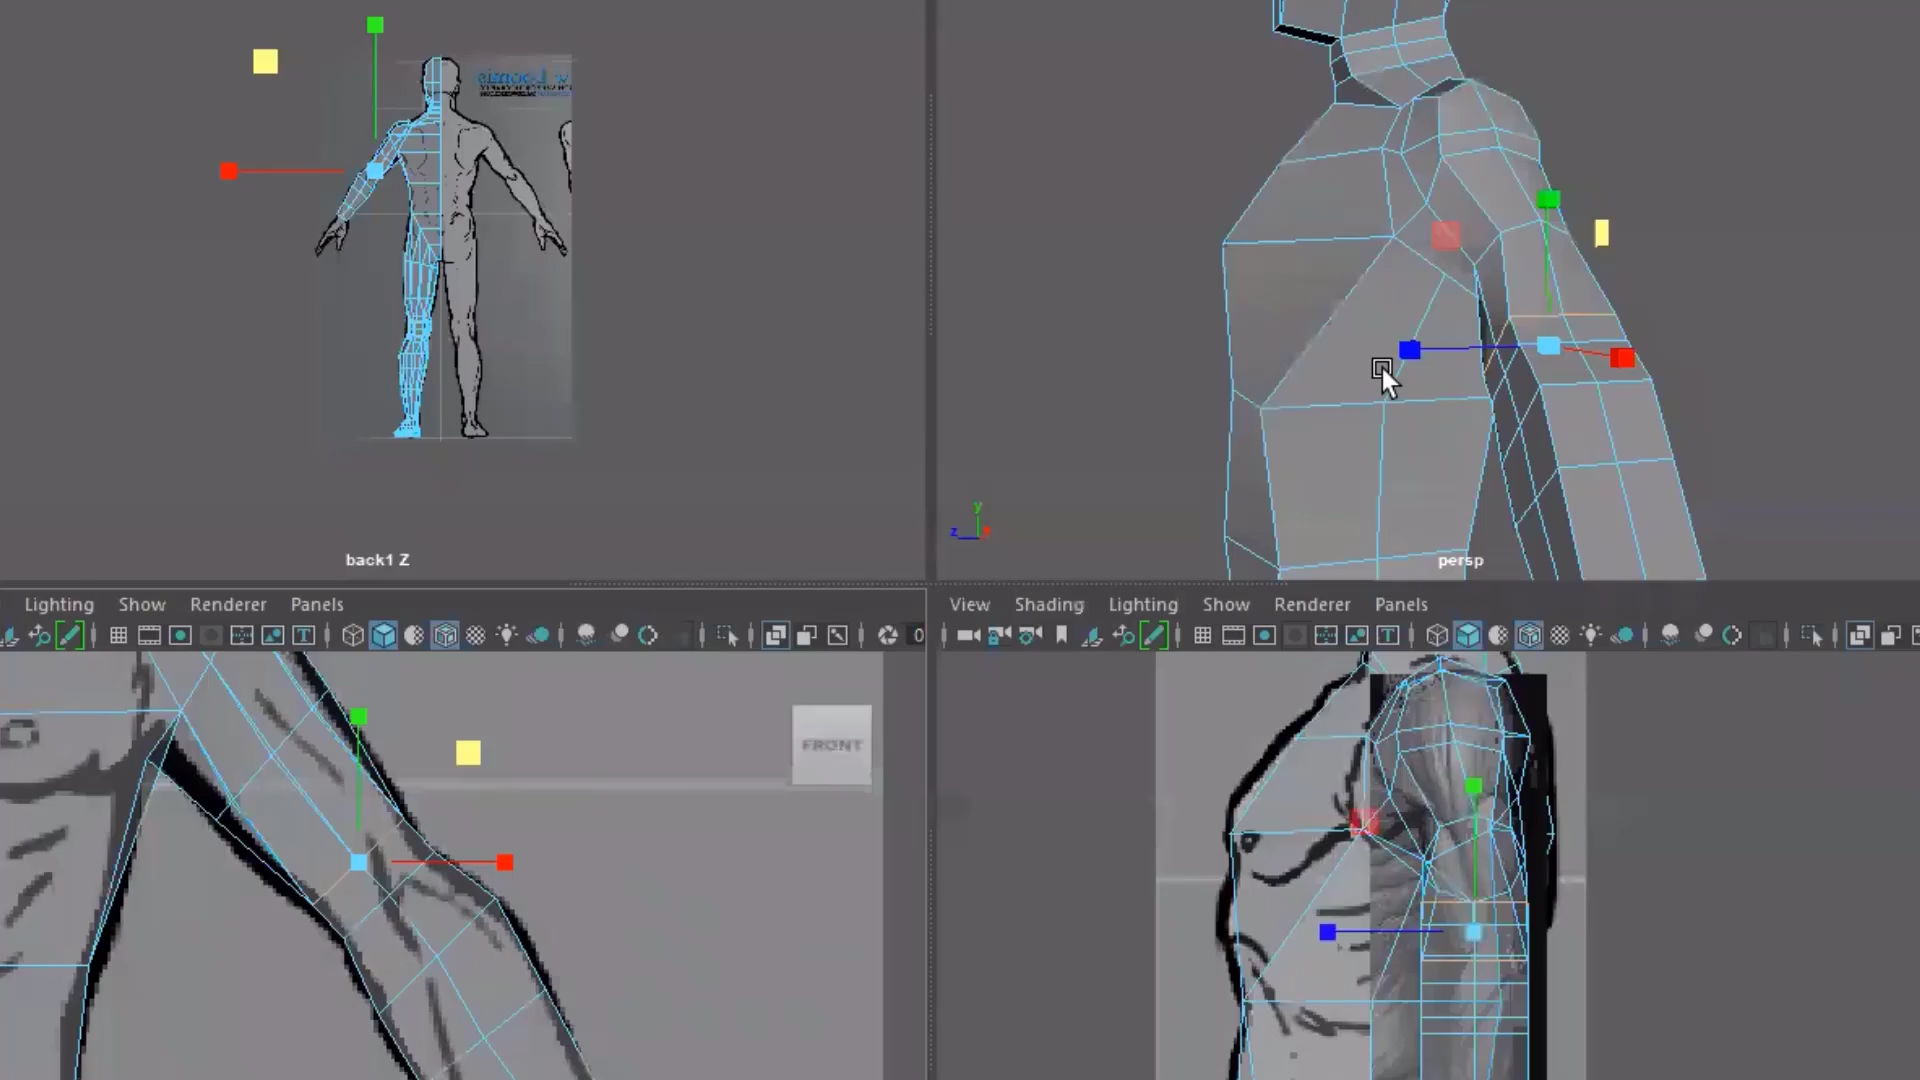 back1 Z
persp
y
z
x
Lighting Show Renderer Panels
View Shading Lighting Show Renderer Panels
0
FRONT